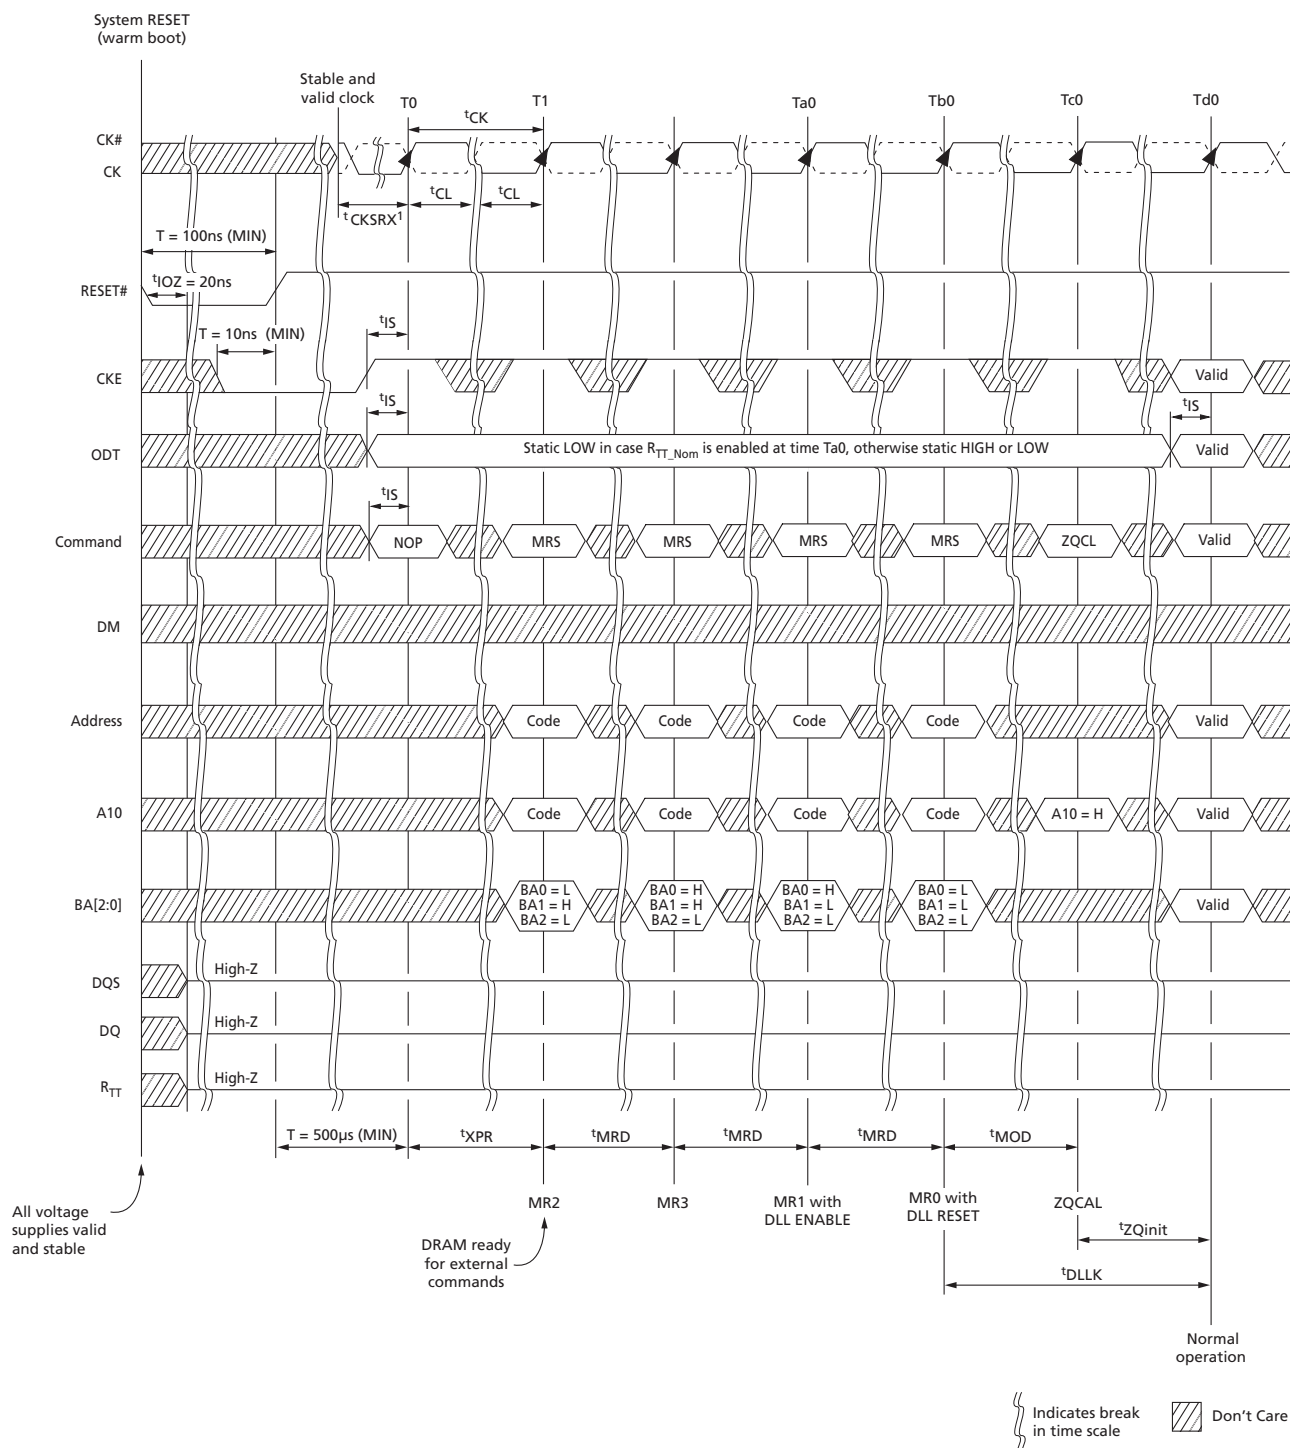 System RESET
(warm boot)
Stable and
valid clock
T0
T1
Ta0
Tb0
Tc0
Td0
tCK
CK#
CK
tCL
tCL
tCKSRX1
T = 100ns (MIN)
tIOZ = 20ns
RESET#
T = 10ns (MIN)
tIS
CKE
Valid
tIS
tIS
ODT
Static LOW in case RTT_Nom is enabled at time Ta0, otherwise static HIGH or LOW
Valid
tIS
Command
NOP
MRS
MRS
MRS
MRS
ZQCL
Valid
DM
Address
Code
Code
Code
Code
Valid
A10
Code
Code
Code
Code
A10 = H
Valid
BA[2:0]
BA0 = L
BA1 = H
BA2 = L
BA0 = H
BA1 = H
BA2 = L
BA0 = H
BA1 = L
BA2 = L
BA0 = L
BA1 = L
BA2 = L
Valid
DQS
High-Z
DQ
High-Z
RTT
High-Z
T = 500µs (MIN)
tXPR
tMRD
tMRD
tMRD
tMOD
All voltage
supplies valid
and stable
MR2
MR3
MR1 with
DLL ENABLE
MR0 with
DLL RESET
ZQCAL
DRAM ready
for external
commands
tZQinit
tDLLK
Normal
operation
Indicates break
in time scale
Don't Care